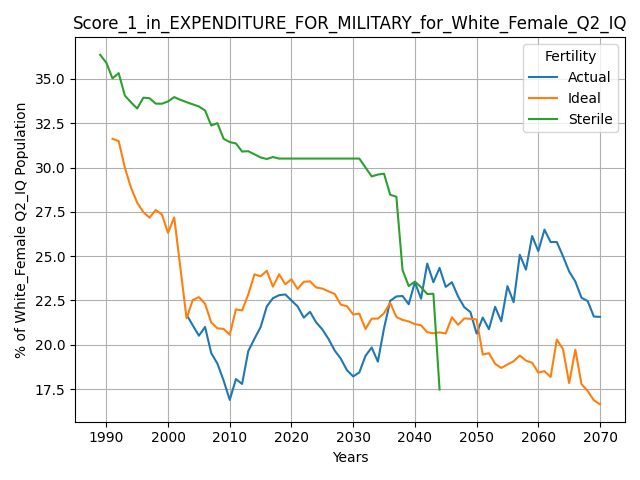 Score_1_in_EXPENDITURE_FOR_MILITARY_for_White_Female_Q2_IQ
Fertility
Actual
Ideal
Sterile
% of White_Female Q2_IQ Population
35.0
32.5
30.0
27.5
25.0
22.5
20.0
17.5
1990 2000 2010 2020 2030 2040 2050 2060 2070
Years